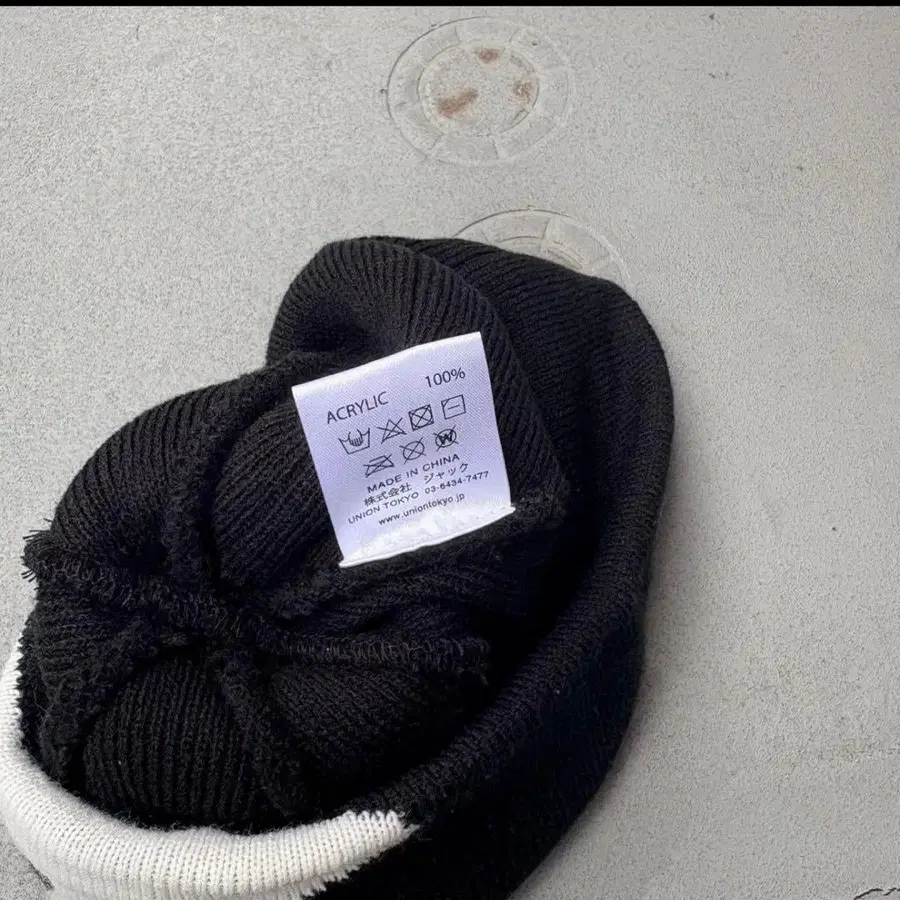 ACRYLIC 100%
W
MADE IN CHINA
株式会社 ジャック
UNION TOKYO 03-6434-7477
www.uniontokyo.jp